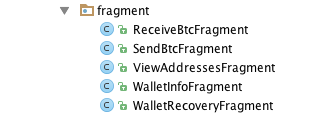 fragment
ReceiveBtcFragment
SendBtcFragment
ViewAddressesFragment
WalletInfoFragment
WalletRecoveryFragment